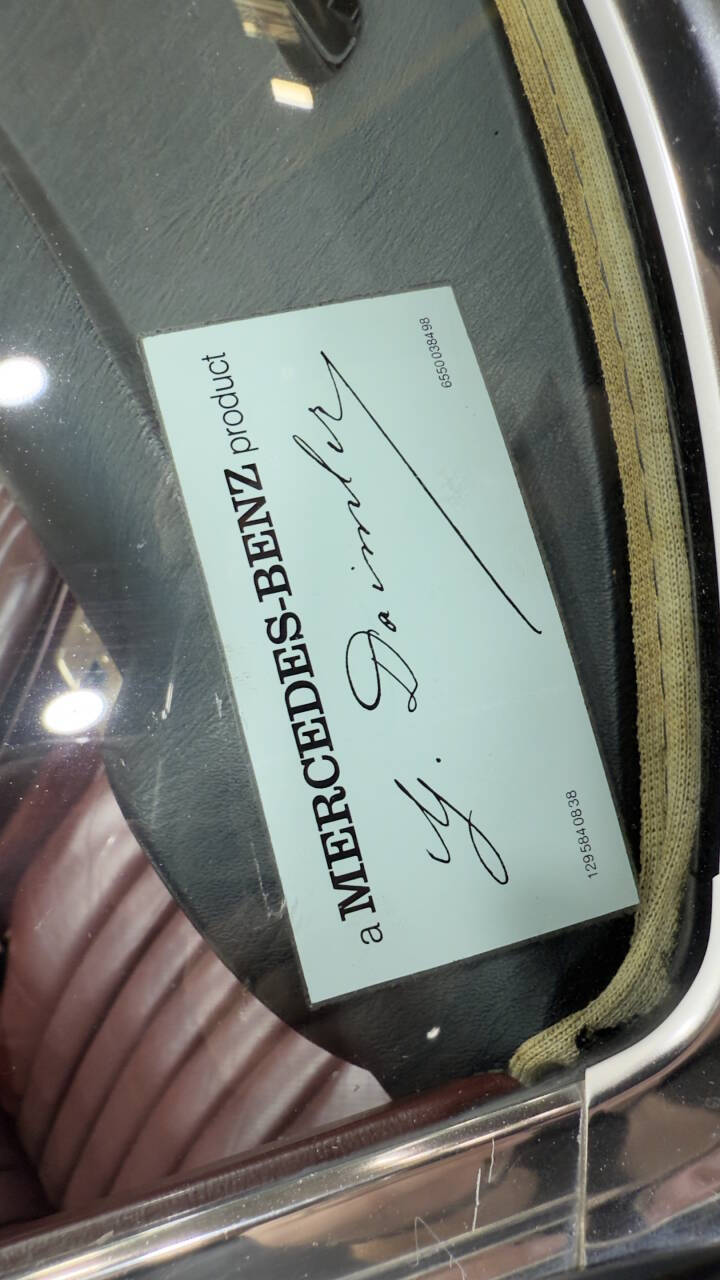 a MERCEDES-BENZ product
G. Daimler
1295840838 6550038498